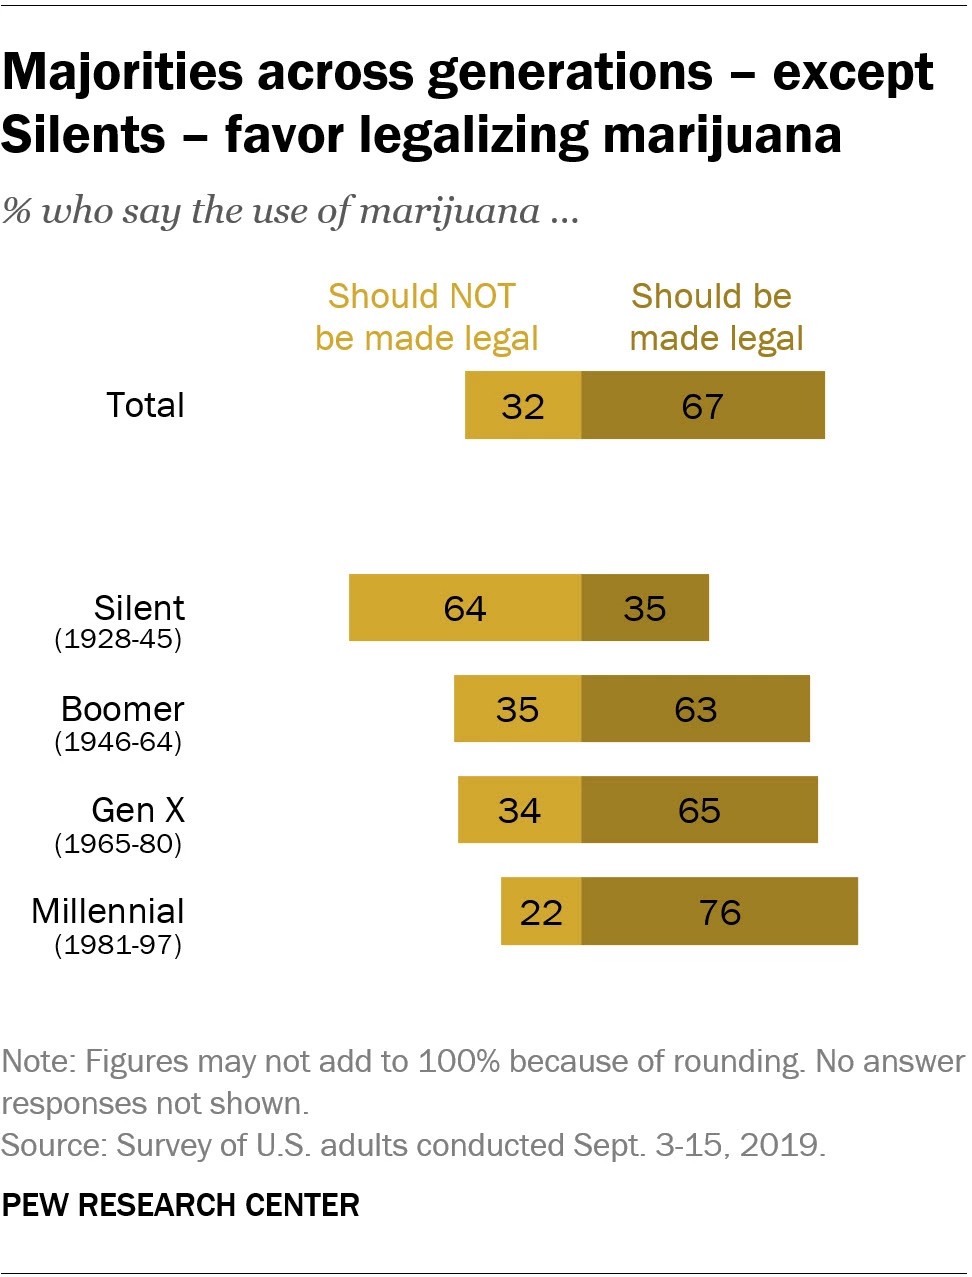 Majorities across generations – except
Silents – favor legalizing marijuana
% who say the use of marijuana ...
Should NOT
be made legal
Should be
made legal
Total
32
67
Silent
(1928-45)
64
35
Boomer
(1946-64)
35
63
Gen X
(1965-80)
34
65
Millennial
(1981-97)
22
76
Note: Figures may not add to 100% because of rounding. No answer
responses not shown.
Source: Survey of U.S. adults conducted Sept. 3-15, 2019.
PEW RESEARCH CENTER